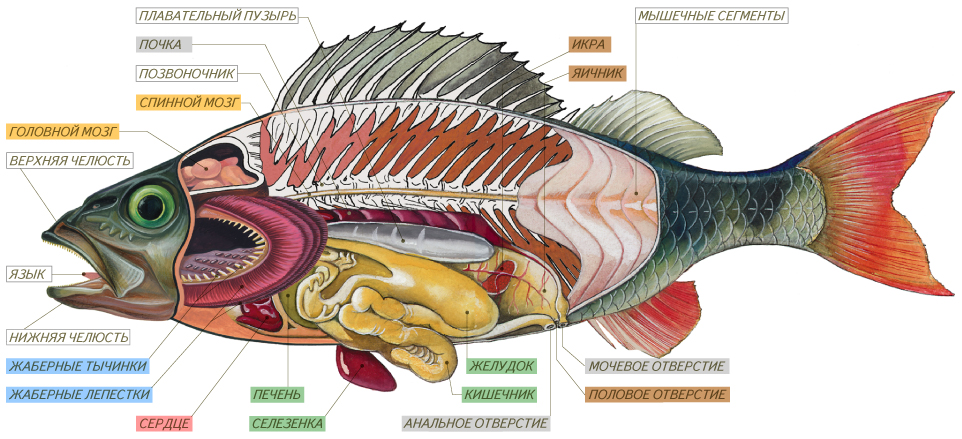 ПЛАВАТЕЛЬНЫЙ ПУЗЫРЬ
МЫШЕЧНЫЕ СЕГМЕНТЫ
ПОЧКА
ИКРА
ПОЗВОНОЧНИК
ЯИЧНИК
СПИННОЙ МОЗГ
ГОЛОВНОЙ МОЗГ
ВЕРХНЯЯ ЧЕЛЮСТЬ
ЯЗЫК
НИЖНЯЯ ЧЕЛЮСТЬ
ЖАБЕРНЫЕ ТЫЧИНКИ
ЖЕЛУДОК
МОЧЕВОЕ ОТВЕРСТИЕ
ЖАБЕРНЫЕ ЛЕПЕСТКИ
ПЕЧЕНЬ
КИШЕЧНИК
ПОЛОВОЕ ОТВЕРСТИЕ
СЕРДЦЕ
СЕЛЕЗЕНКА
АНАЛЬНОЕ ОТВЕРСТИЕ